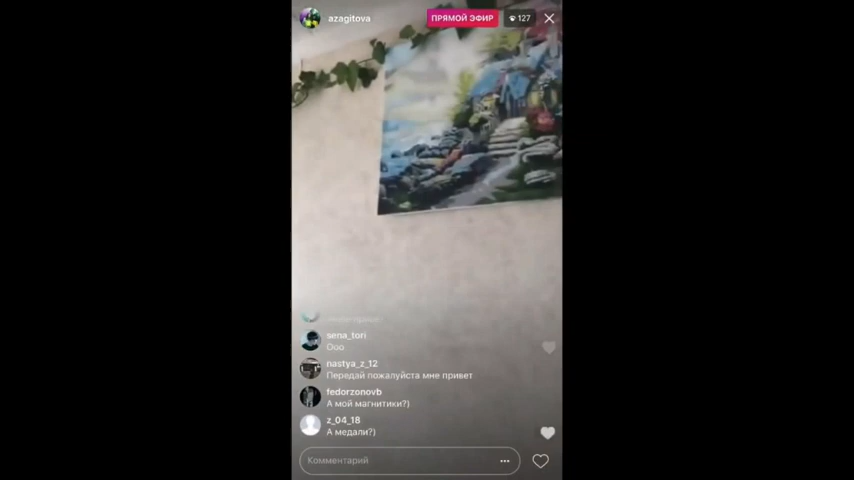 azagitova
ПРЯМОЙ ЭФИР
127
sena_tori
Ооо
nastya_z_12
Передай пожалуйста мне привет
fedorzonovb
А мой магнитики?)
z_04_18
А медали?)
Комментарий